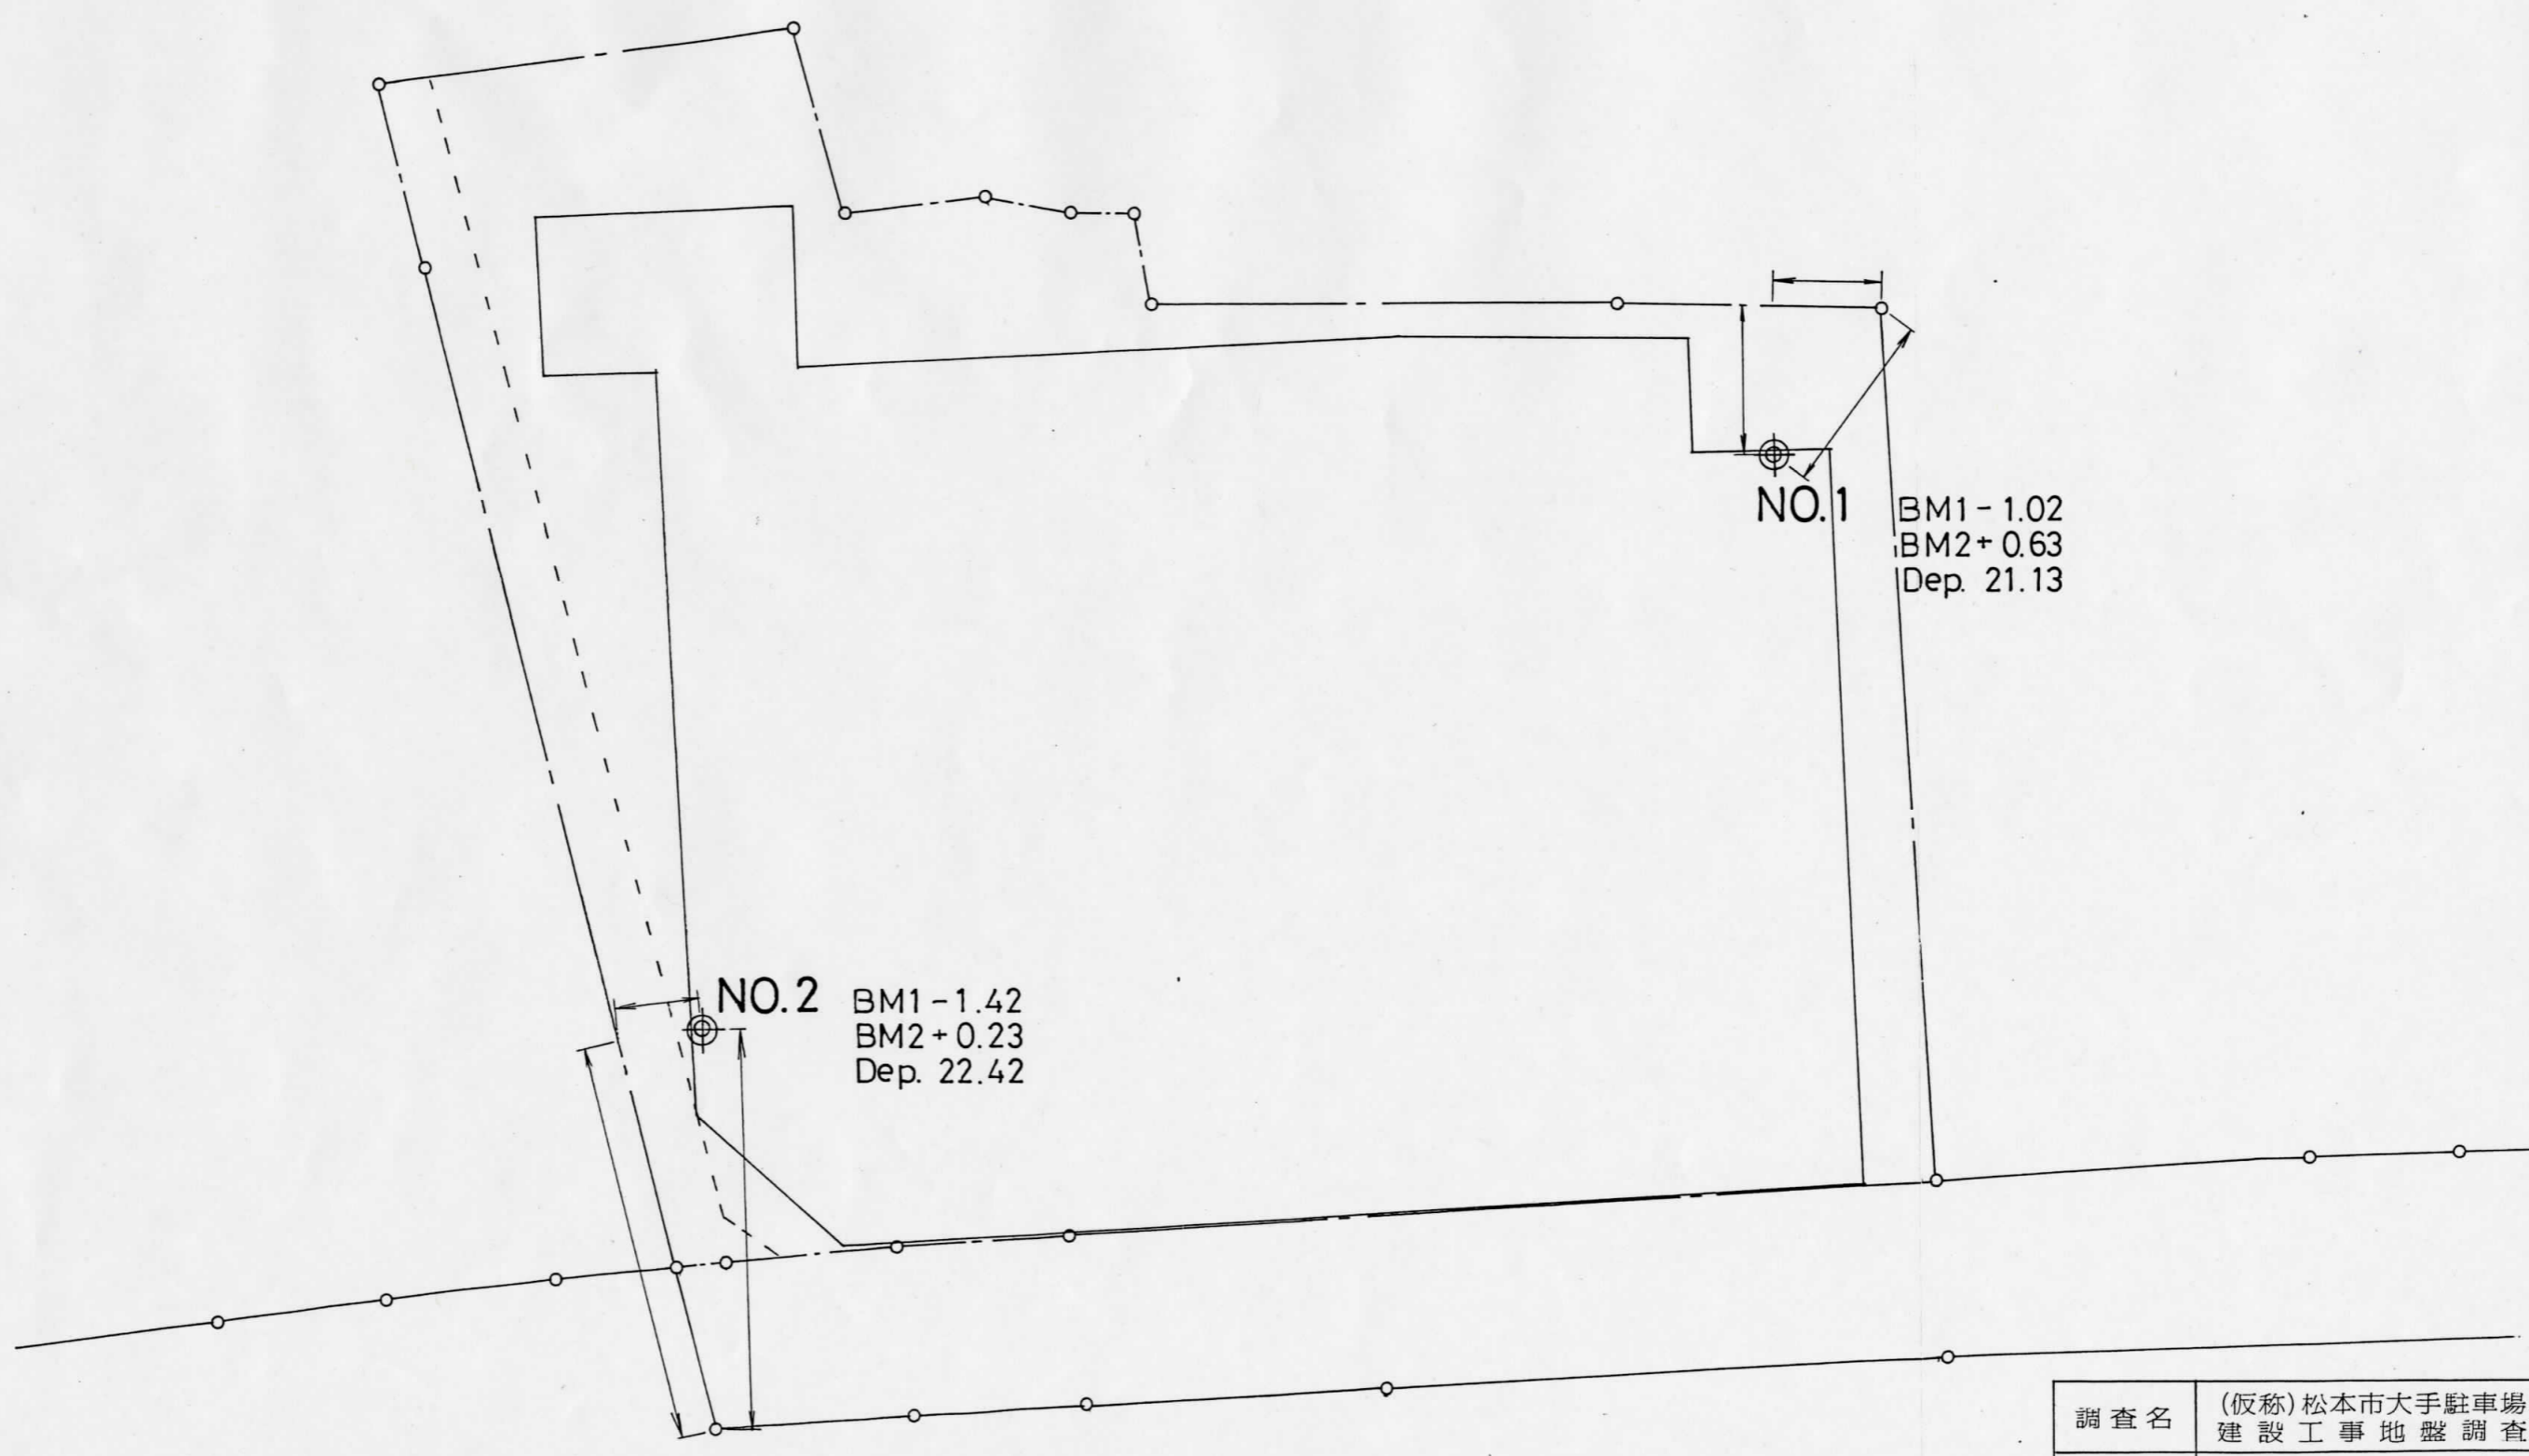 NO.1
BM1 - 1.02
BM2 + 0.63
Dep. 21.13
NO.2
BM1 - 1.42
BM2 + 0.23
Dep. 22.42
調査名
(仮称)松本市大手駐車場
建設工事地盤調査